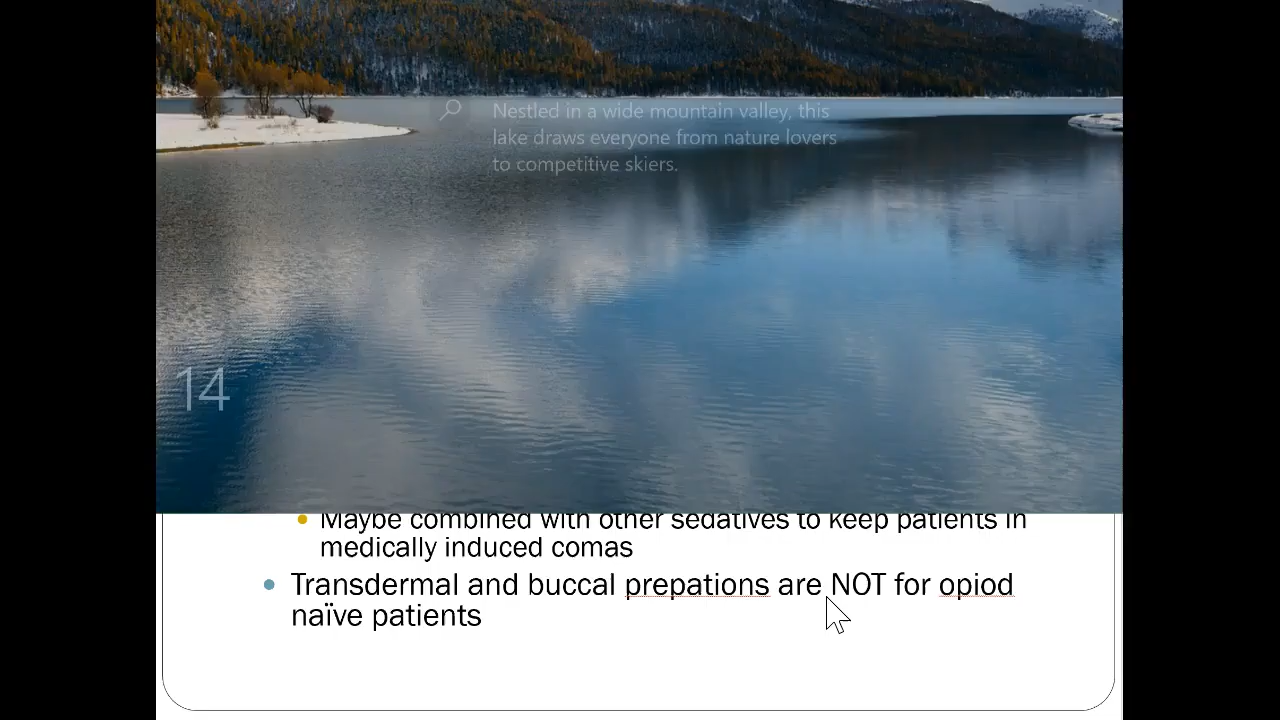 Nestled in a wide mountain valley, this
lake draws everyone from nature lovers
to competitive skiers.
14
Maybe combined with other sedatives to keep patients in
medically induced comas
Transdermal and buccal prepations are NOT for opiod
naïve patients